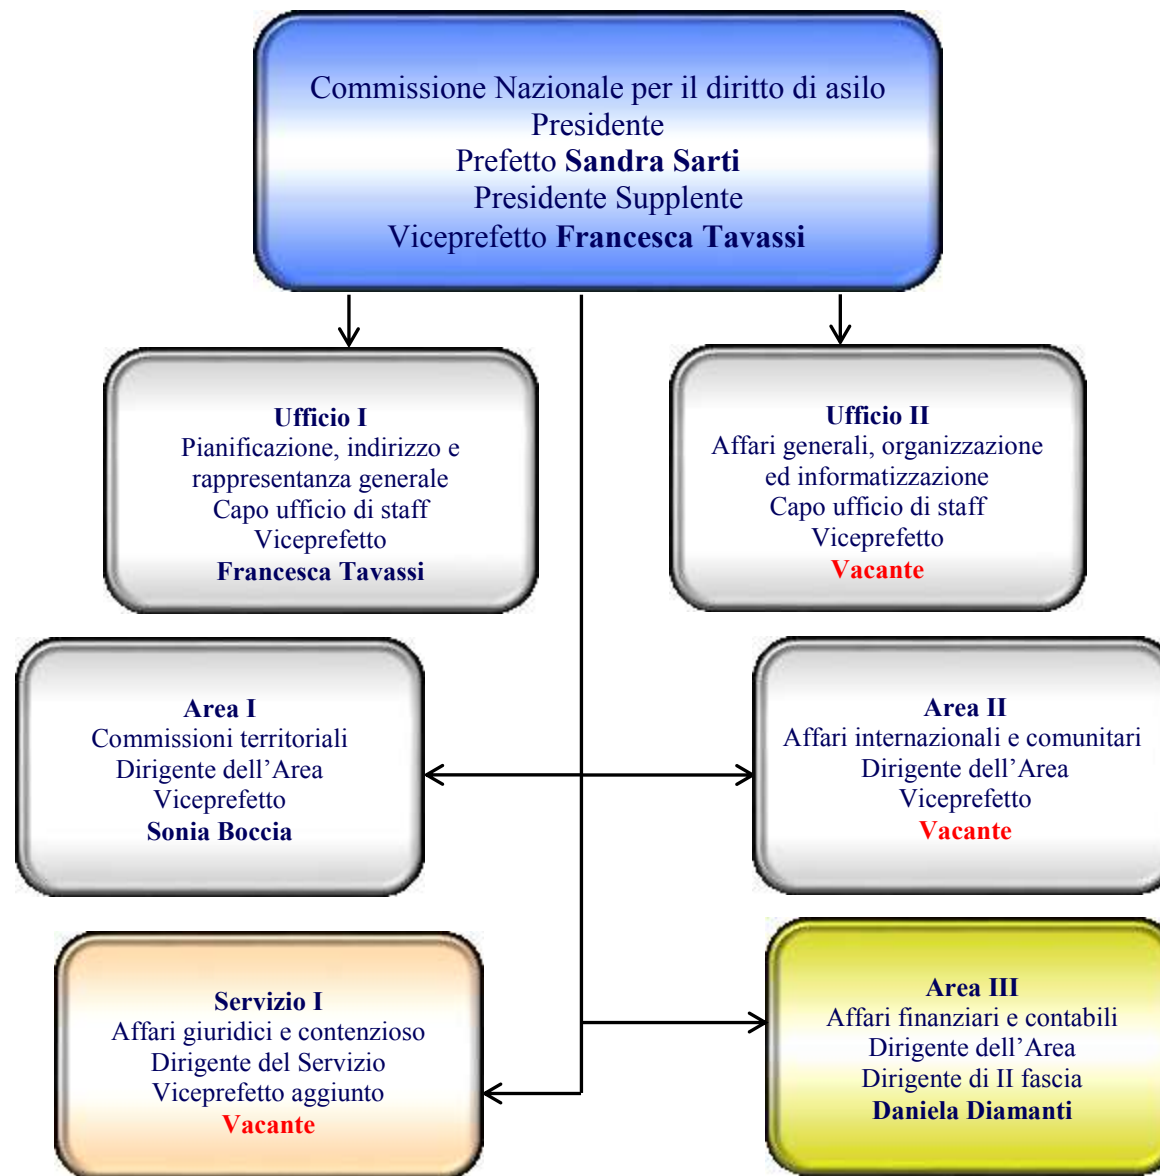 Commissione Nazionale per il diritto di asilo
Presidente
Prefetto Sandra Sarti
Presidente Supplente
Viceprefetto Francesca Tavassi
Ufficio I
Pianificazione, indirizzo e
rappresentanza generale
Capo ufficio di staff
Viceprefetto
Francesca Tavassi
Ufficio II
Affari generali, organizzazione
ed informatizzazione
Capo ufficio di staff
Viceprefetto
Vacante
Area I
Commissioni territoriali
Dirigente dell’Area
Viceprefetto
Sonia Boccia
Area II
Affari internazionali e comunitari
Dirigente dell’Area
Viceprefetto
Vacante
Servizio I
Affari giuridici e contenzioso
Dirigente del Servizio
Viceprefetto aggiunto
Vacante
Area III
Affari finanziari e contabili
Dirigente dell’Area
Dirigente di II fascia
Daniela Diamanti